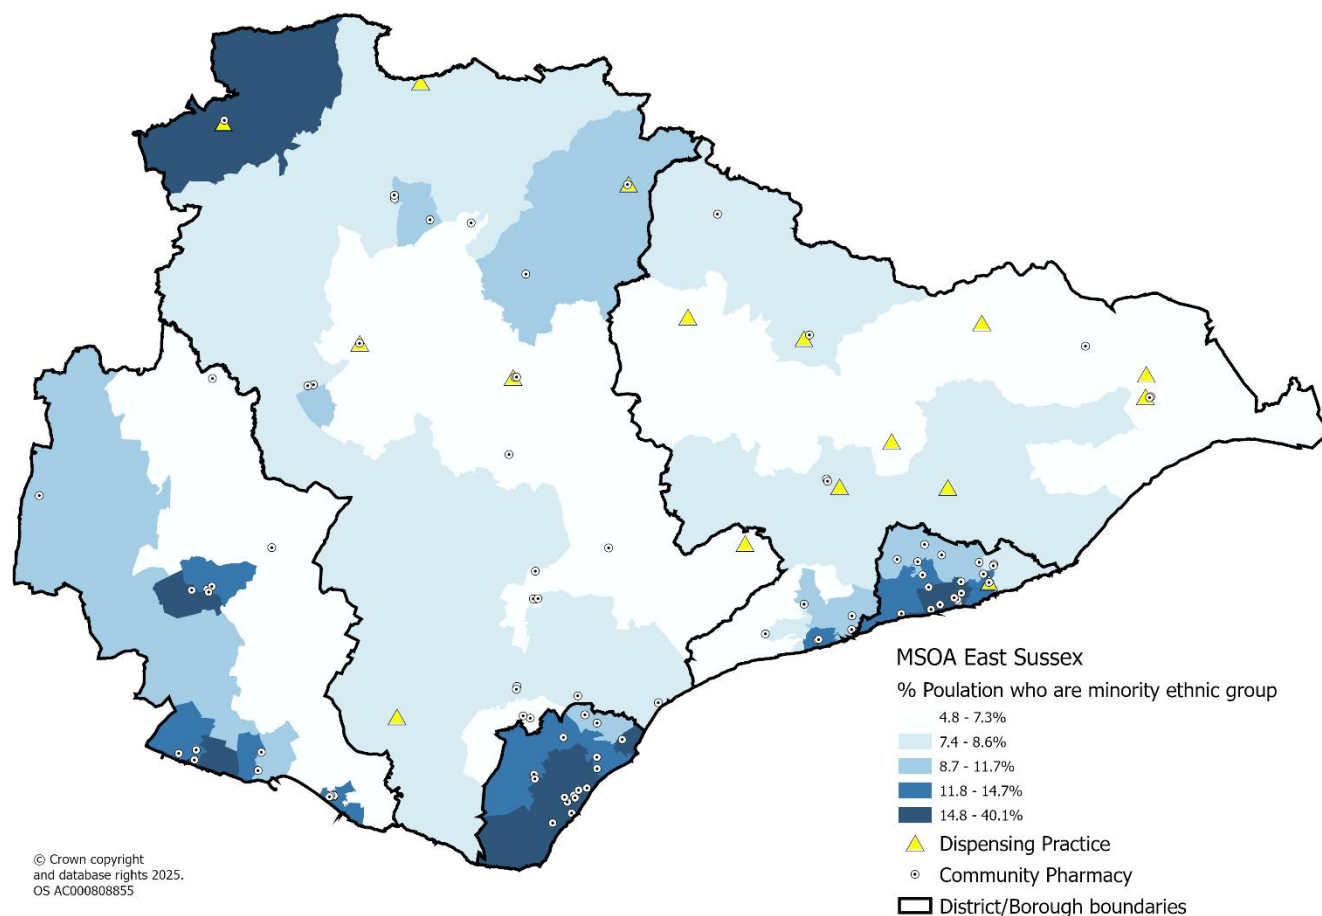 MSOA East Sussex
% Poulation who are minority ethnic group
4.8 - 7.3%
7.4 - 8.6%
8.7 - 11.7%
11.8 - 14.7%
14.8 - 40.1%
Dispensing Practice
Community Pharmacy
District/Borough boundaries
© Crown copyright
and database rights 2025.
OS AC000808855